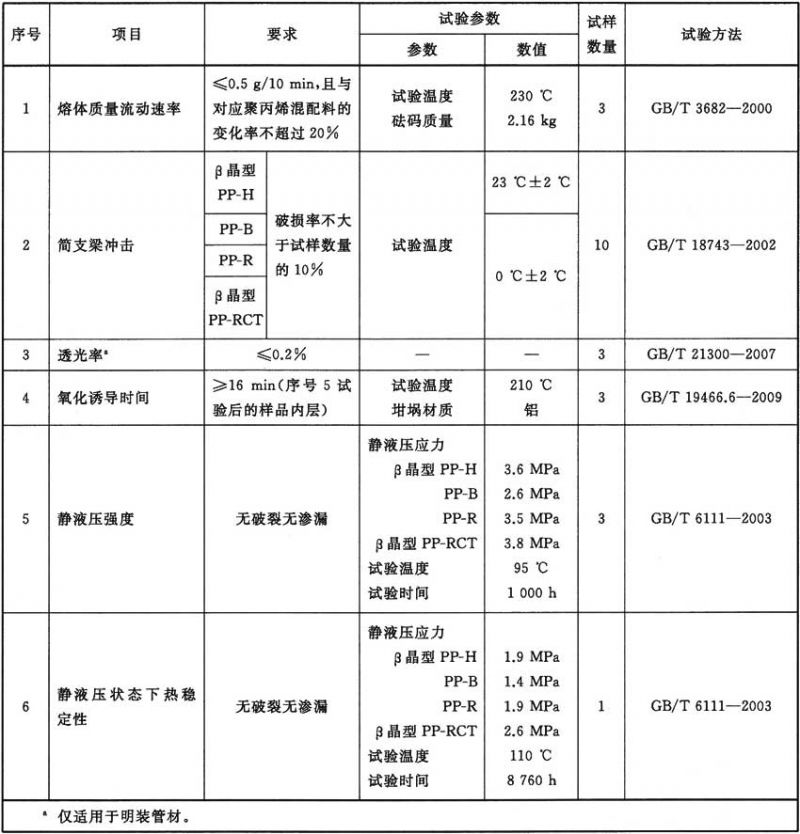 序号 项目 要求 试验参数 试样数量 试验方法
参数 数值
1 熔体质量流动速率 ≤0.5 g/10 min,且与对应聚丙烯混配料的变化率不超过20% 试验温度 230 ℃ 3 GB/T 3682—2000
砝码质量 2.16 kg
2 简支梁冲击 β晶型 PP-H 破损率不大于试样数量的10% 试验温度 23 ℃±2 ℃ 10 GB/T 18743—2002
PP-B 0 ℃±2 ℃
PP-R
β晶型 PP-RCT
3 透光率ª ≤0.2% — — 3 GB/T 21300—2007
4 氧化诱导时间 ≥16 min(序号 5 试验后的样品内层) 试验温度 210 ℃ 3 GB/T 19466.6—2009
坩埚材质 铝
5 静液压强度 无破裂无渗漏 静液压应力 3 GB/T 6111—2003
β晶型 PP-H 3.6 MPa
PP-B 2.6 MPa
PP-R 3.5 MPa
β晶型 PP-RCT 3.8 MPa
试验温度 95 ℃
试验时间 1 000 h
6 静液压状态下热稳定性 无破裂无渗漏 静液压应力 1 GB/T 6111—2003
β晶型 PP-H 1.9 MPa
PP-B 1.4 MPa
PP-R 1.9 MPa
β晶型 PP-RCT 2.6 MPa
试验温度 110 ℃
试验时间 8 760 h
ª 仅适用于明装管材。